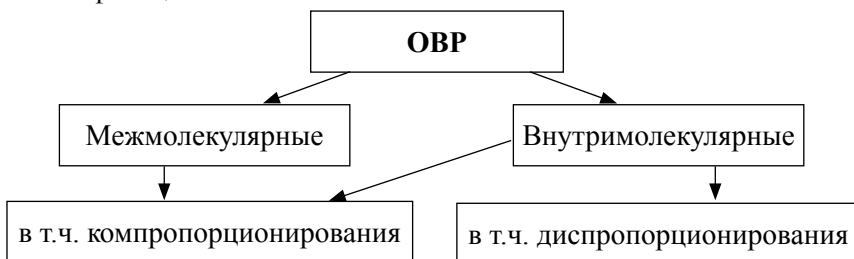 ОВР
Межмолекулярные
Внутримолекулярные
в т.ч. компропорционирования
в т.ч. диспропорционирования